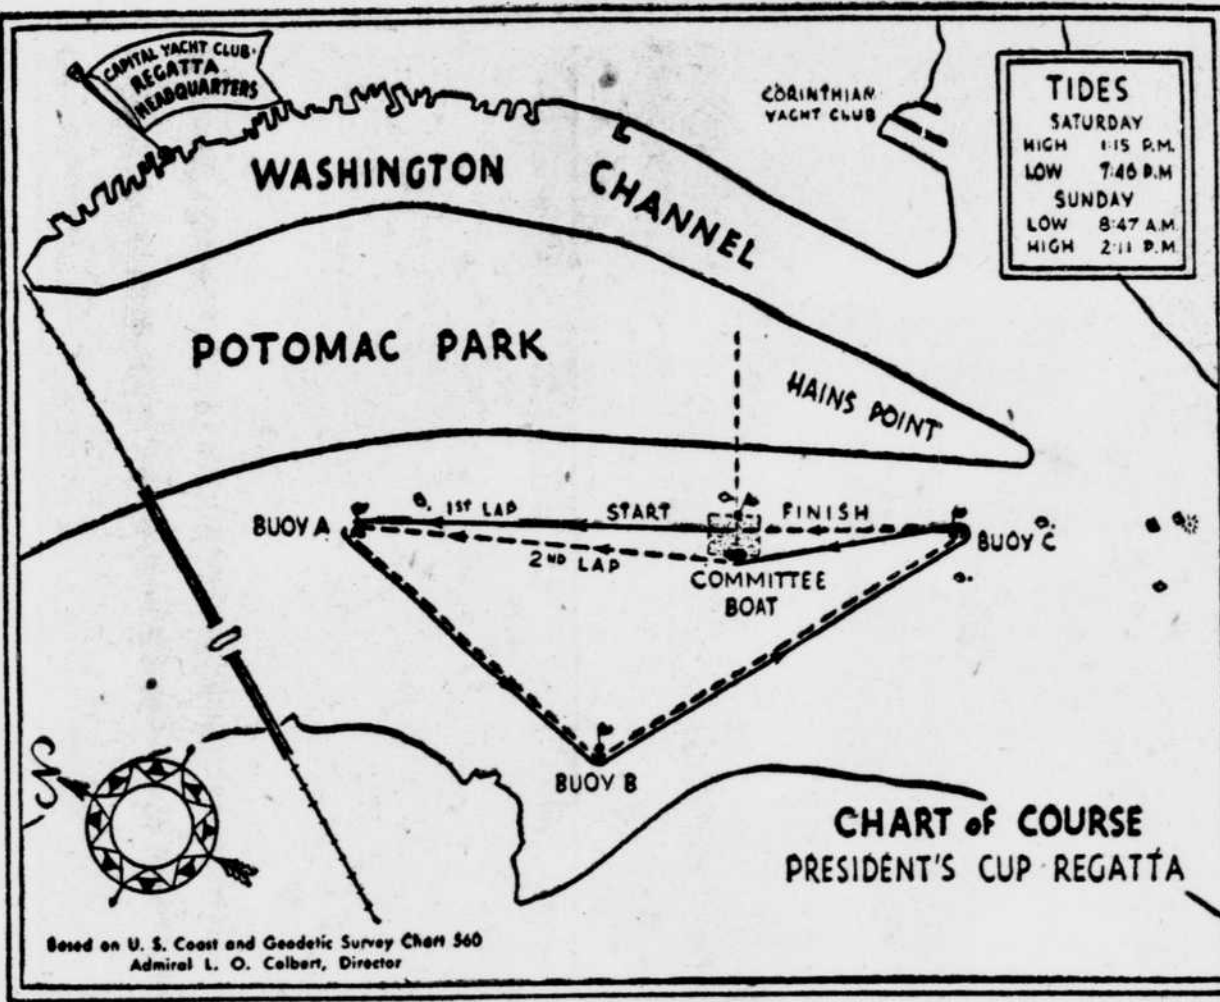 CAPITAL YACHT CLUB·
REGATTA
HEADQUARTERS
CORINTHIAN
YACHT CLUB
TIDES
SATURDAY
HIGH 1:15 P.M.
LOW 7:46 P.M
SUNDAY
LOW 8:47 A.M.
HIGH 2:11 P.M.
WASHINGTON CHANNEL
POTOMAC PARK
HAINS POINT
BUOY A
1ST LAP
START
FINISH
BUOY C
2ND LAP
COMMITTEE
BOAT
BUOY B
N
CHART of COURSE
PRESIDENT'S CUP REGATTA
Based on U. S. Coast and Geodetic Survey Chart 560
Admiral L. O. Colbert, Director